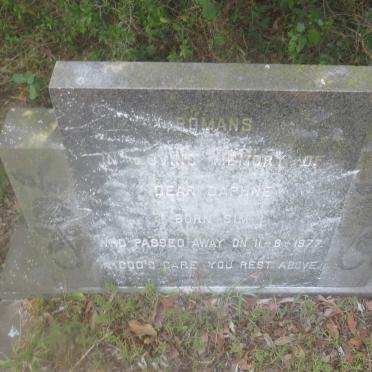 ROMANS
IN LOVING MEMORY OF
DEAR DAPHNE
BORN
WHO PASSED AWAY ON 11-8-1977.
IN GOD'S CARE YOU REST ABOVE.